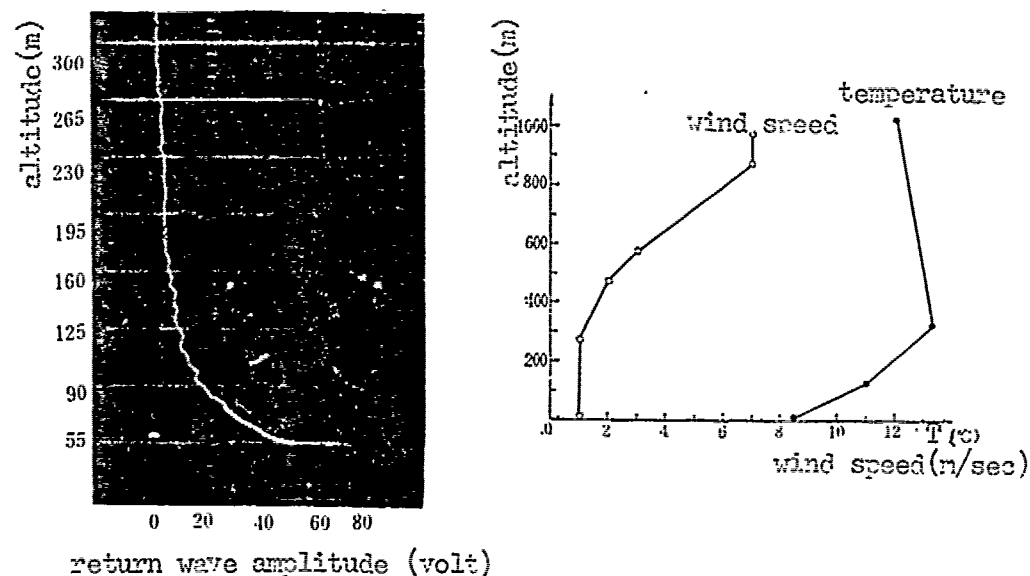 altitude(m)
300
265
230
195
160
125
90
55
0 20 40 60 80
return wave amplitude (volt)
altitude(m)
1000
800
600
400
200
temperature
wind speed
0 2 4 6 8 10 12 T(°C)
wind speed(m/sec)